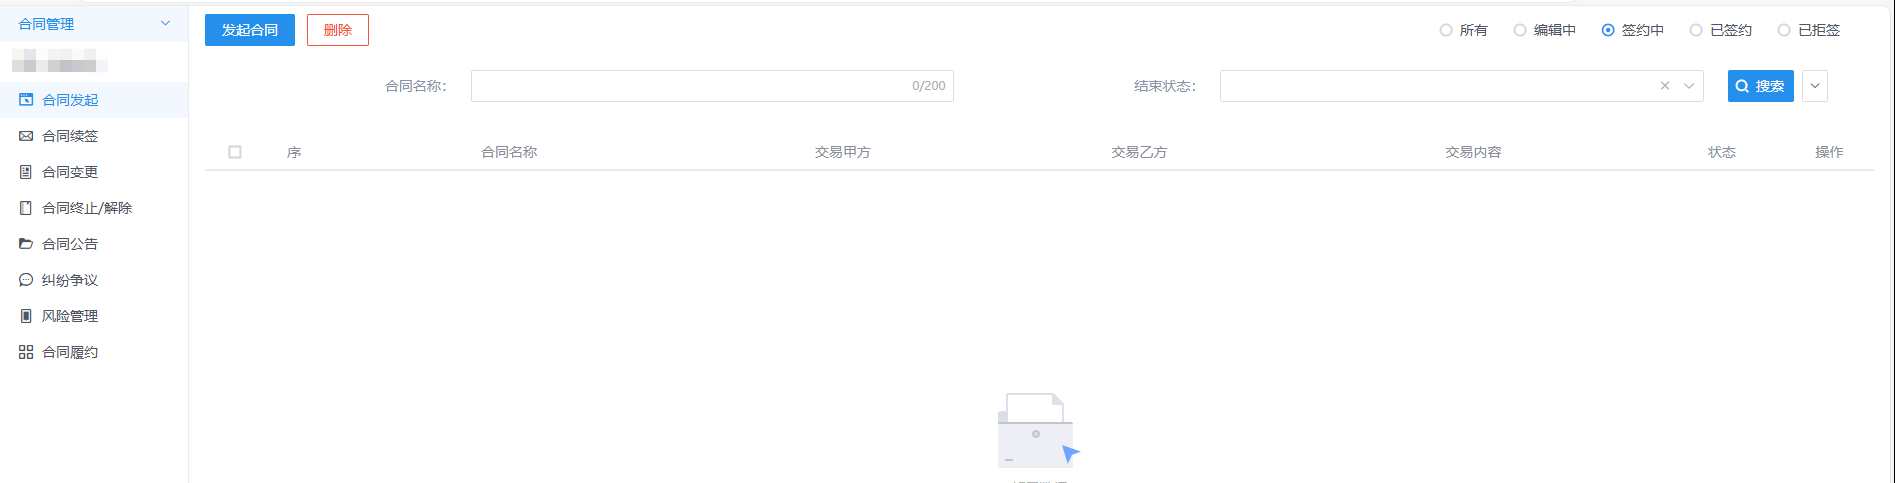 合同管理
合同发起
合同续签
合同变更
合同终止/解除
合同公告
纠纷争议
风险管理
合同履约
发起合同 删除 所有 编辑中 签约中 已签约 已拒签
合同名称: 0/200 结束状态: 搜索
序 合同名称 交易甲方 交易乙方 交易内容 状态 操作